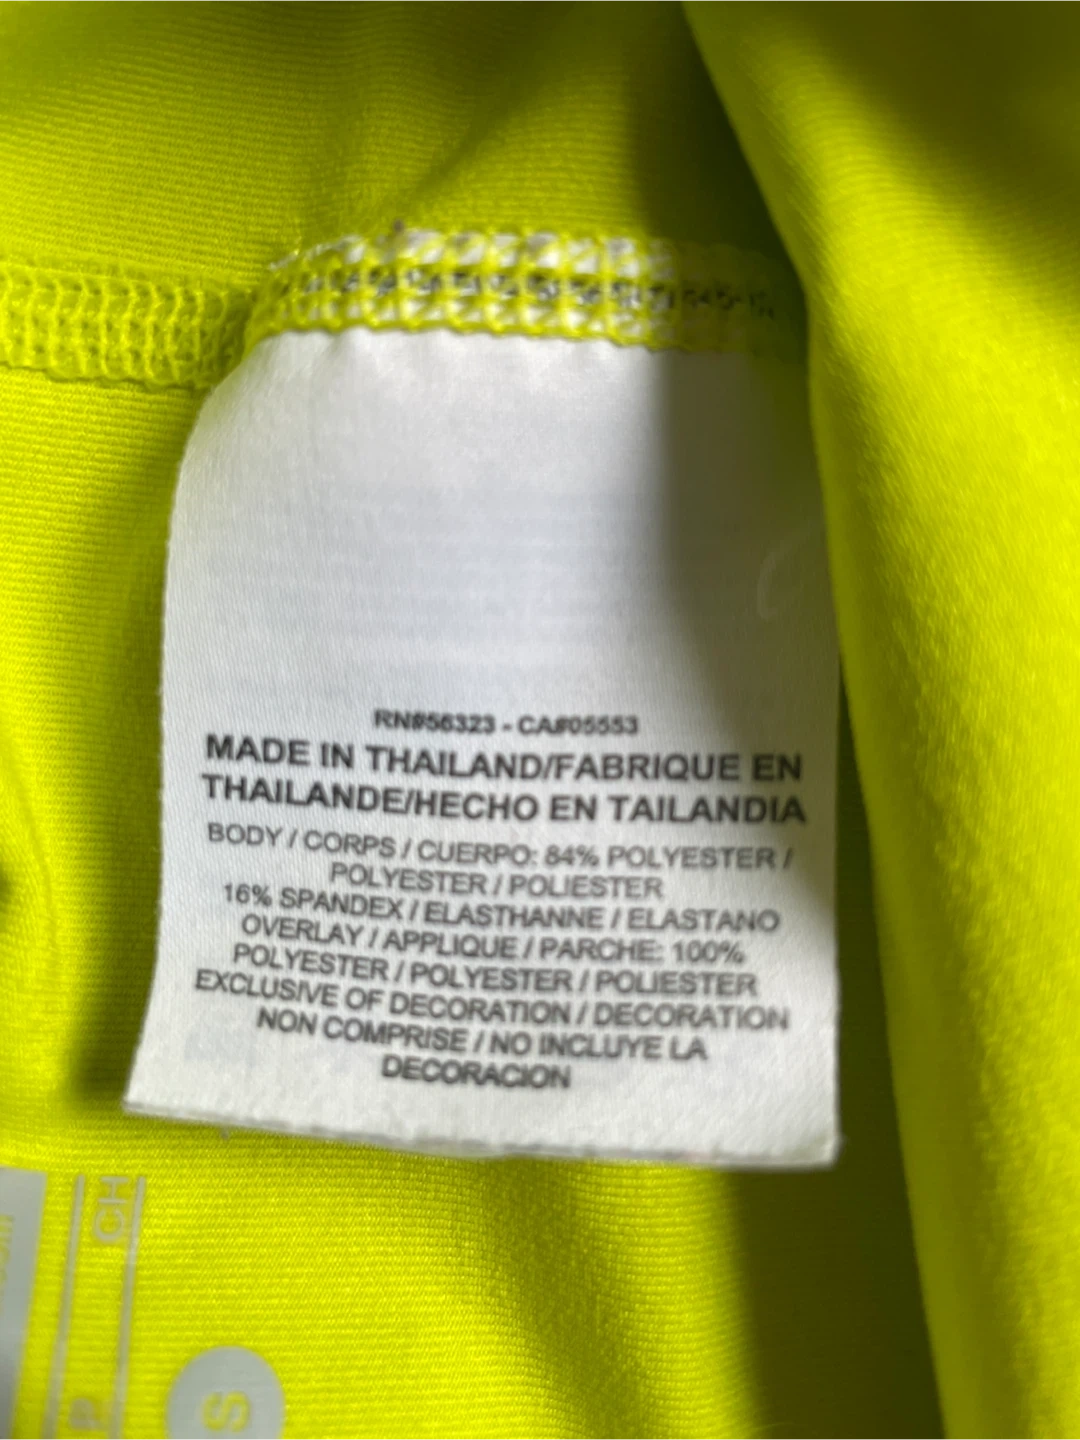 RN#56323 - CA#05553
MADE IN THAILAND/FABRIQUE EN
THAILANDE/HECHO EN TAILANDIA
BODY / CORPS / CUERPO: 84% POLYESTER /
POLYESTER / POLIESTER
16% SPANDEX / ELASTHANNE / ELASTANO
OVERLAY / APPLIQUE / PARCHE: 100%
POLYESTER / POLYESTER / POLIESTER
EXCLUSIVE OF DECORATION / DECORATION
NON COMPRISE / NO INCLUYE LA
DECORACION
CH
P
S